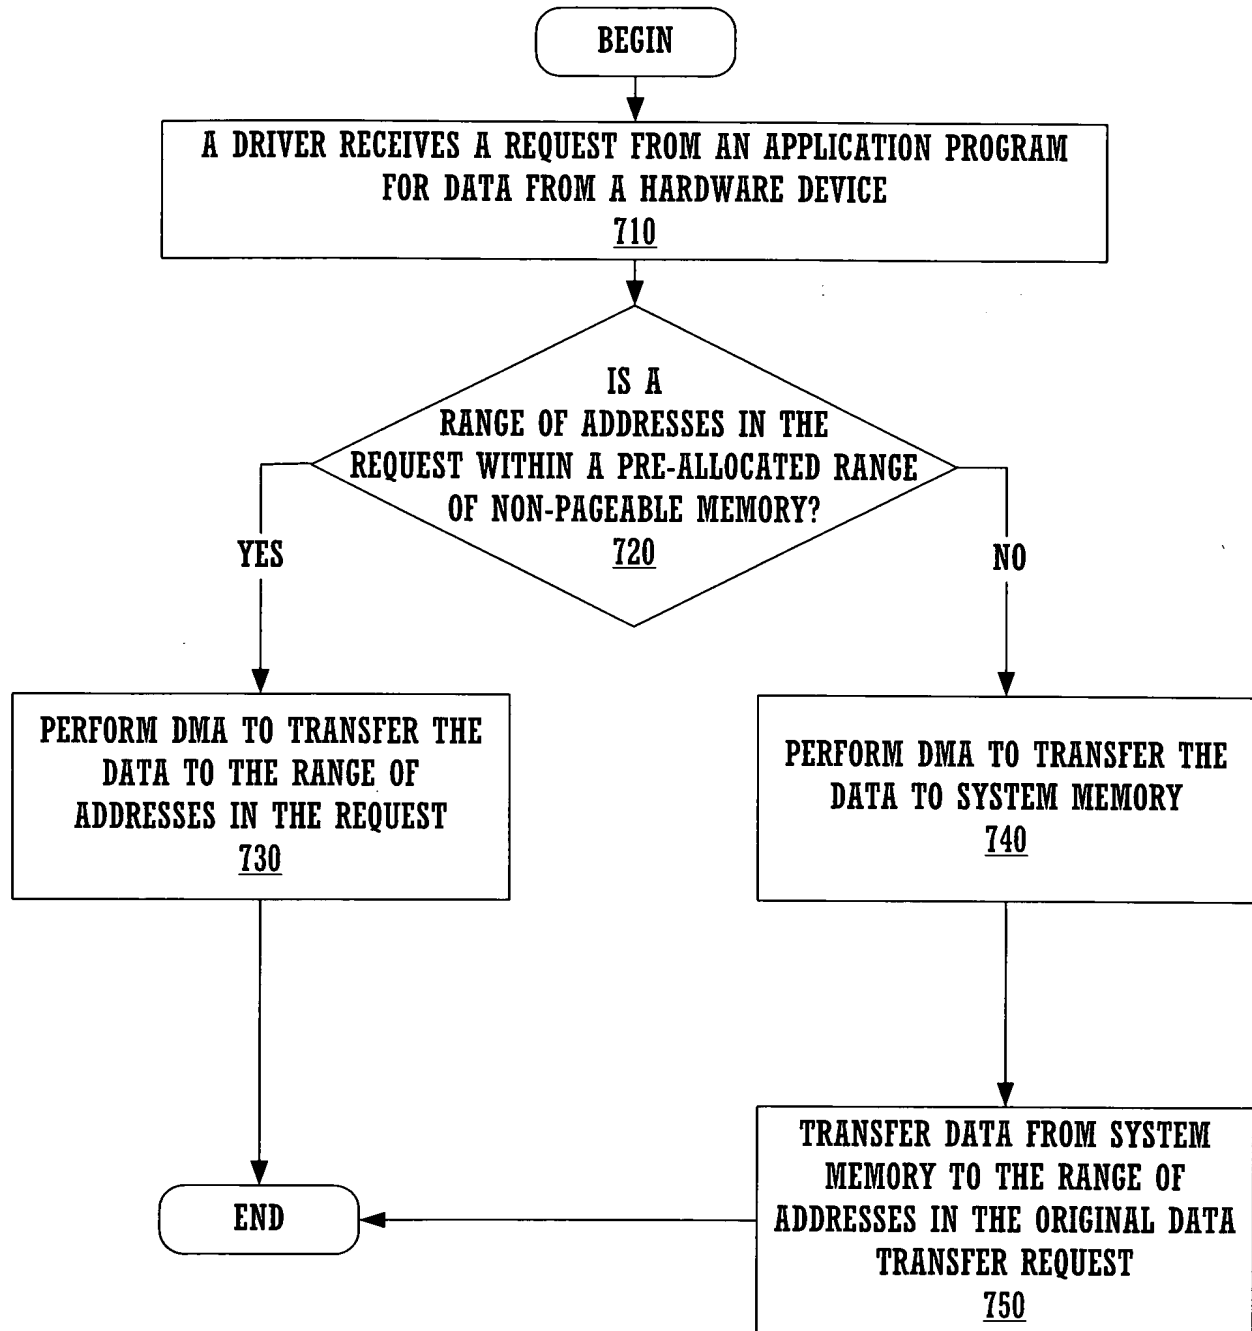 BEGIN
A DRIVER RECEIVES A REQUEST FROM AN APPLICATION PROGRAM
FOR DATA FROM A HARDWARE DEVICE
710
IS A
RANGE OF ADDRESSES IN THE
REQUEST WITHIN A PRE-ALLOCATED RANGE
OF NON-PAGEABLE MEMORY?
720
YES
NO
PERFORM DMA TO TRANSFER THE
DATA TO THE RANGE OF
ADDRESSES IN THE REQUEST
730
PERFORM DMA TO TRANSFER THE
DATA TO SYSTEM MEMORY
740
TRANSFER DATA FROM SYSTEM
MEMORY TO THE RANGE OF
ADDRESSES IN THE ORIGINAL DATA
TRANSFER REQUEST
750
END